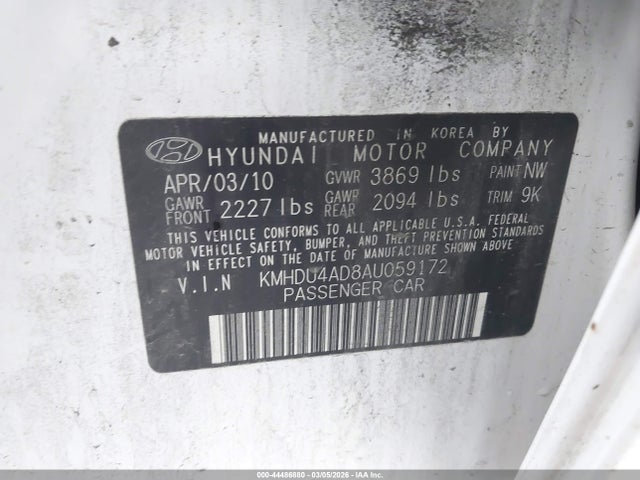 MANUFACTURED IN KOREA BY
HYUNDAI MOTOR COMPANY
APR/03/10 GVWR 3869 lbs PAINT NW
GAWR FRONT 2227 lbs GAWR REAR 2094 lbs TRIM 9K
THIS VEHICLE CONFORMS TO ALL APPLICABLE U.S.A. FEDERAL
MOTOR VEHICLE SAFETY, BUMPER, AND THEFT PREVENTION STANDARDS
IN EFFECT ON THE DATE OF MANUFACTURE SHOWN ABOVE.
V.I.N KMHDU4AD8AU059172
PASSENGER CAR
000-44486880 - 03/05/2026 - Copyright © IAA, LLC